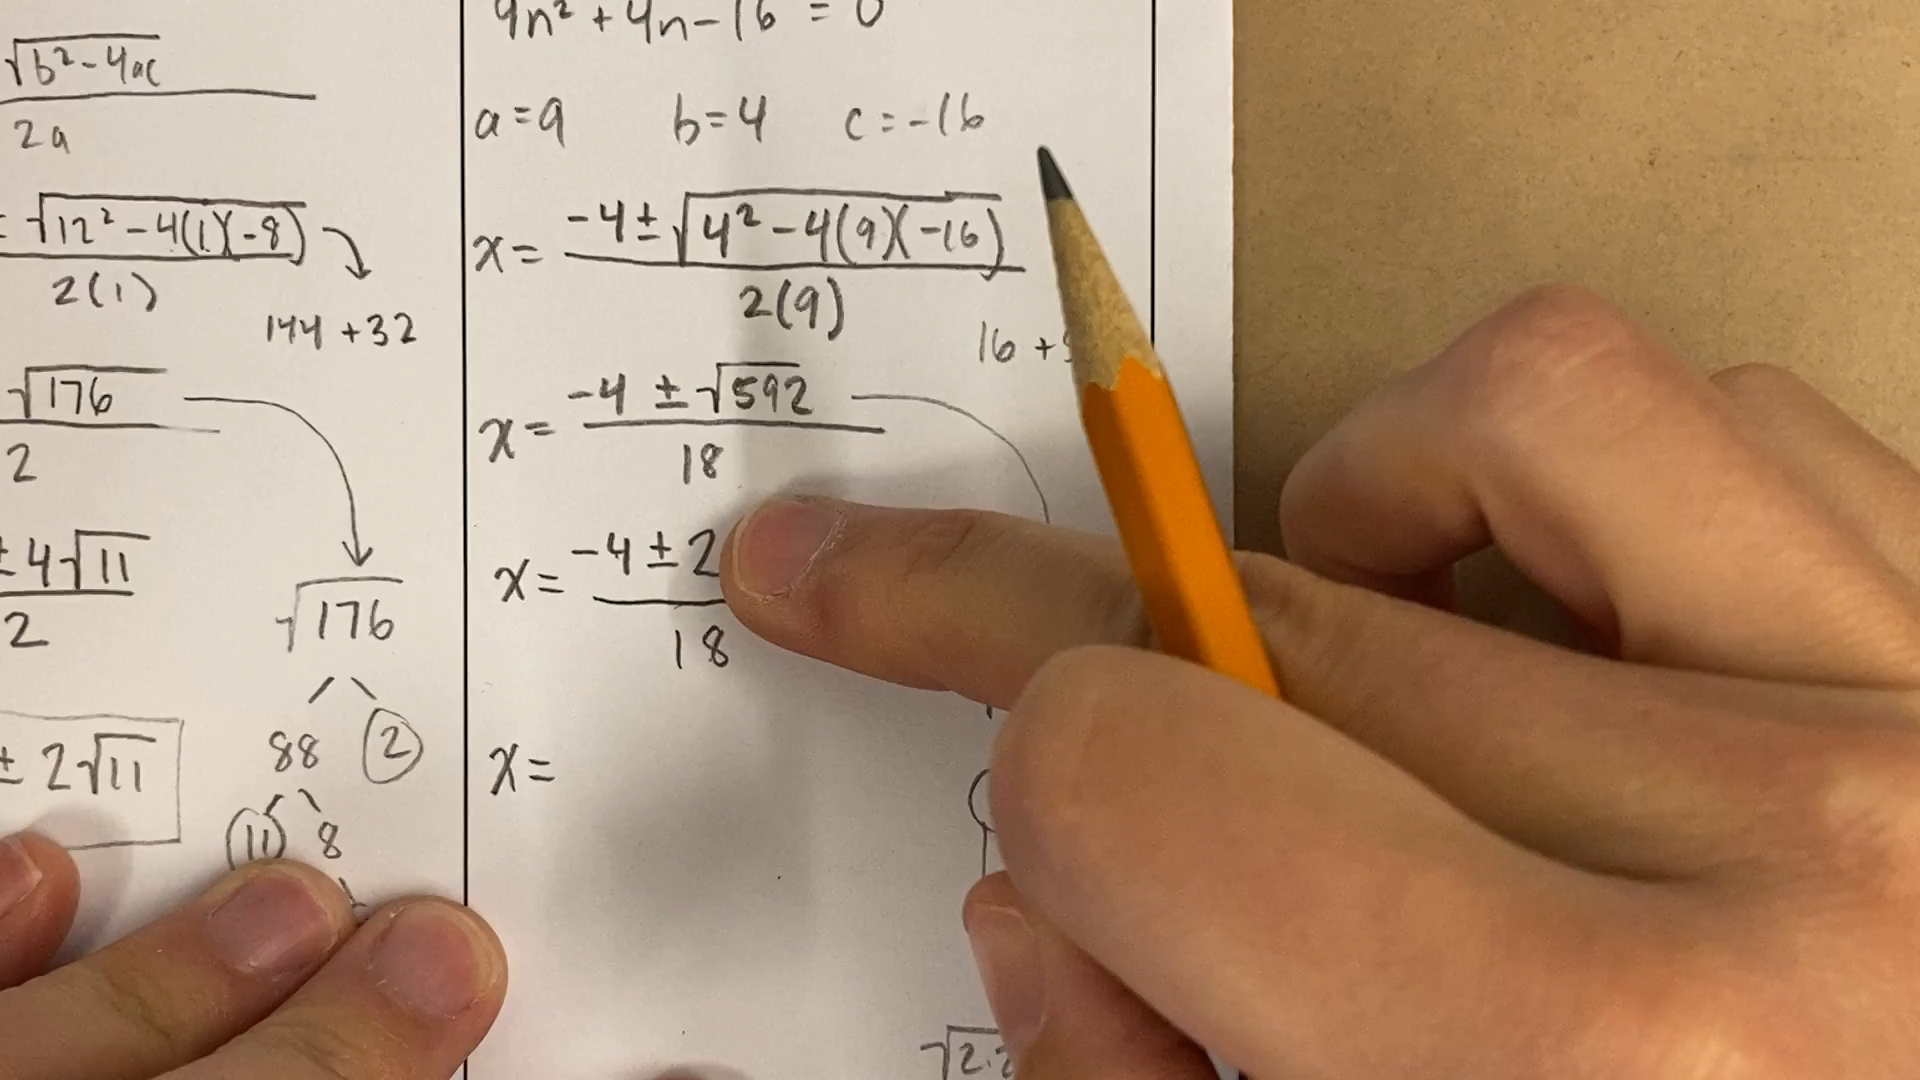 √b²-4ac
2a
√12²-4(1)(-8)
2(1)
144 +32
√176
2
± 4√11
2
√176
88 2
± 2√11
11 8
9n² + 4n - 16 = 0
a=9 b=4 c=-16
x= -4±√4²-4(9)(-16)
2(9)
16 +
x= -4 ±√592
18
x= -4 ± 2
18
x=
√2·2